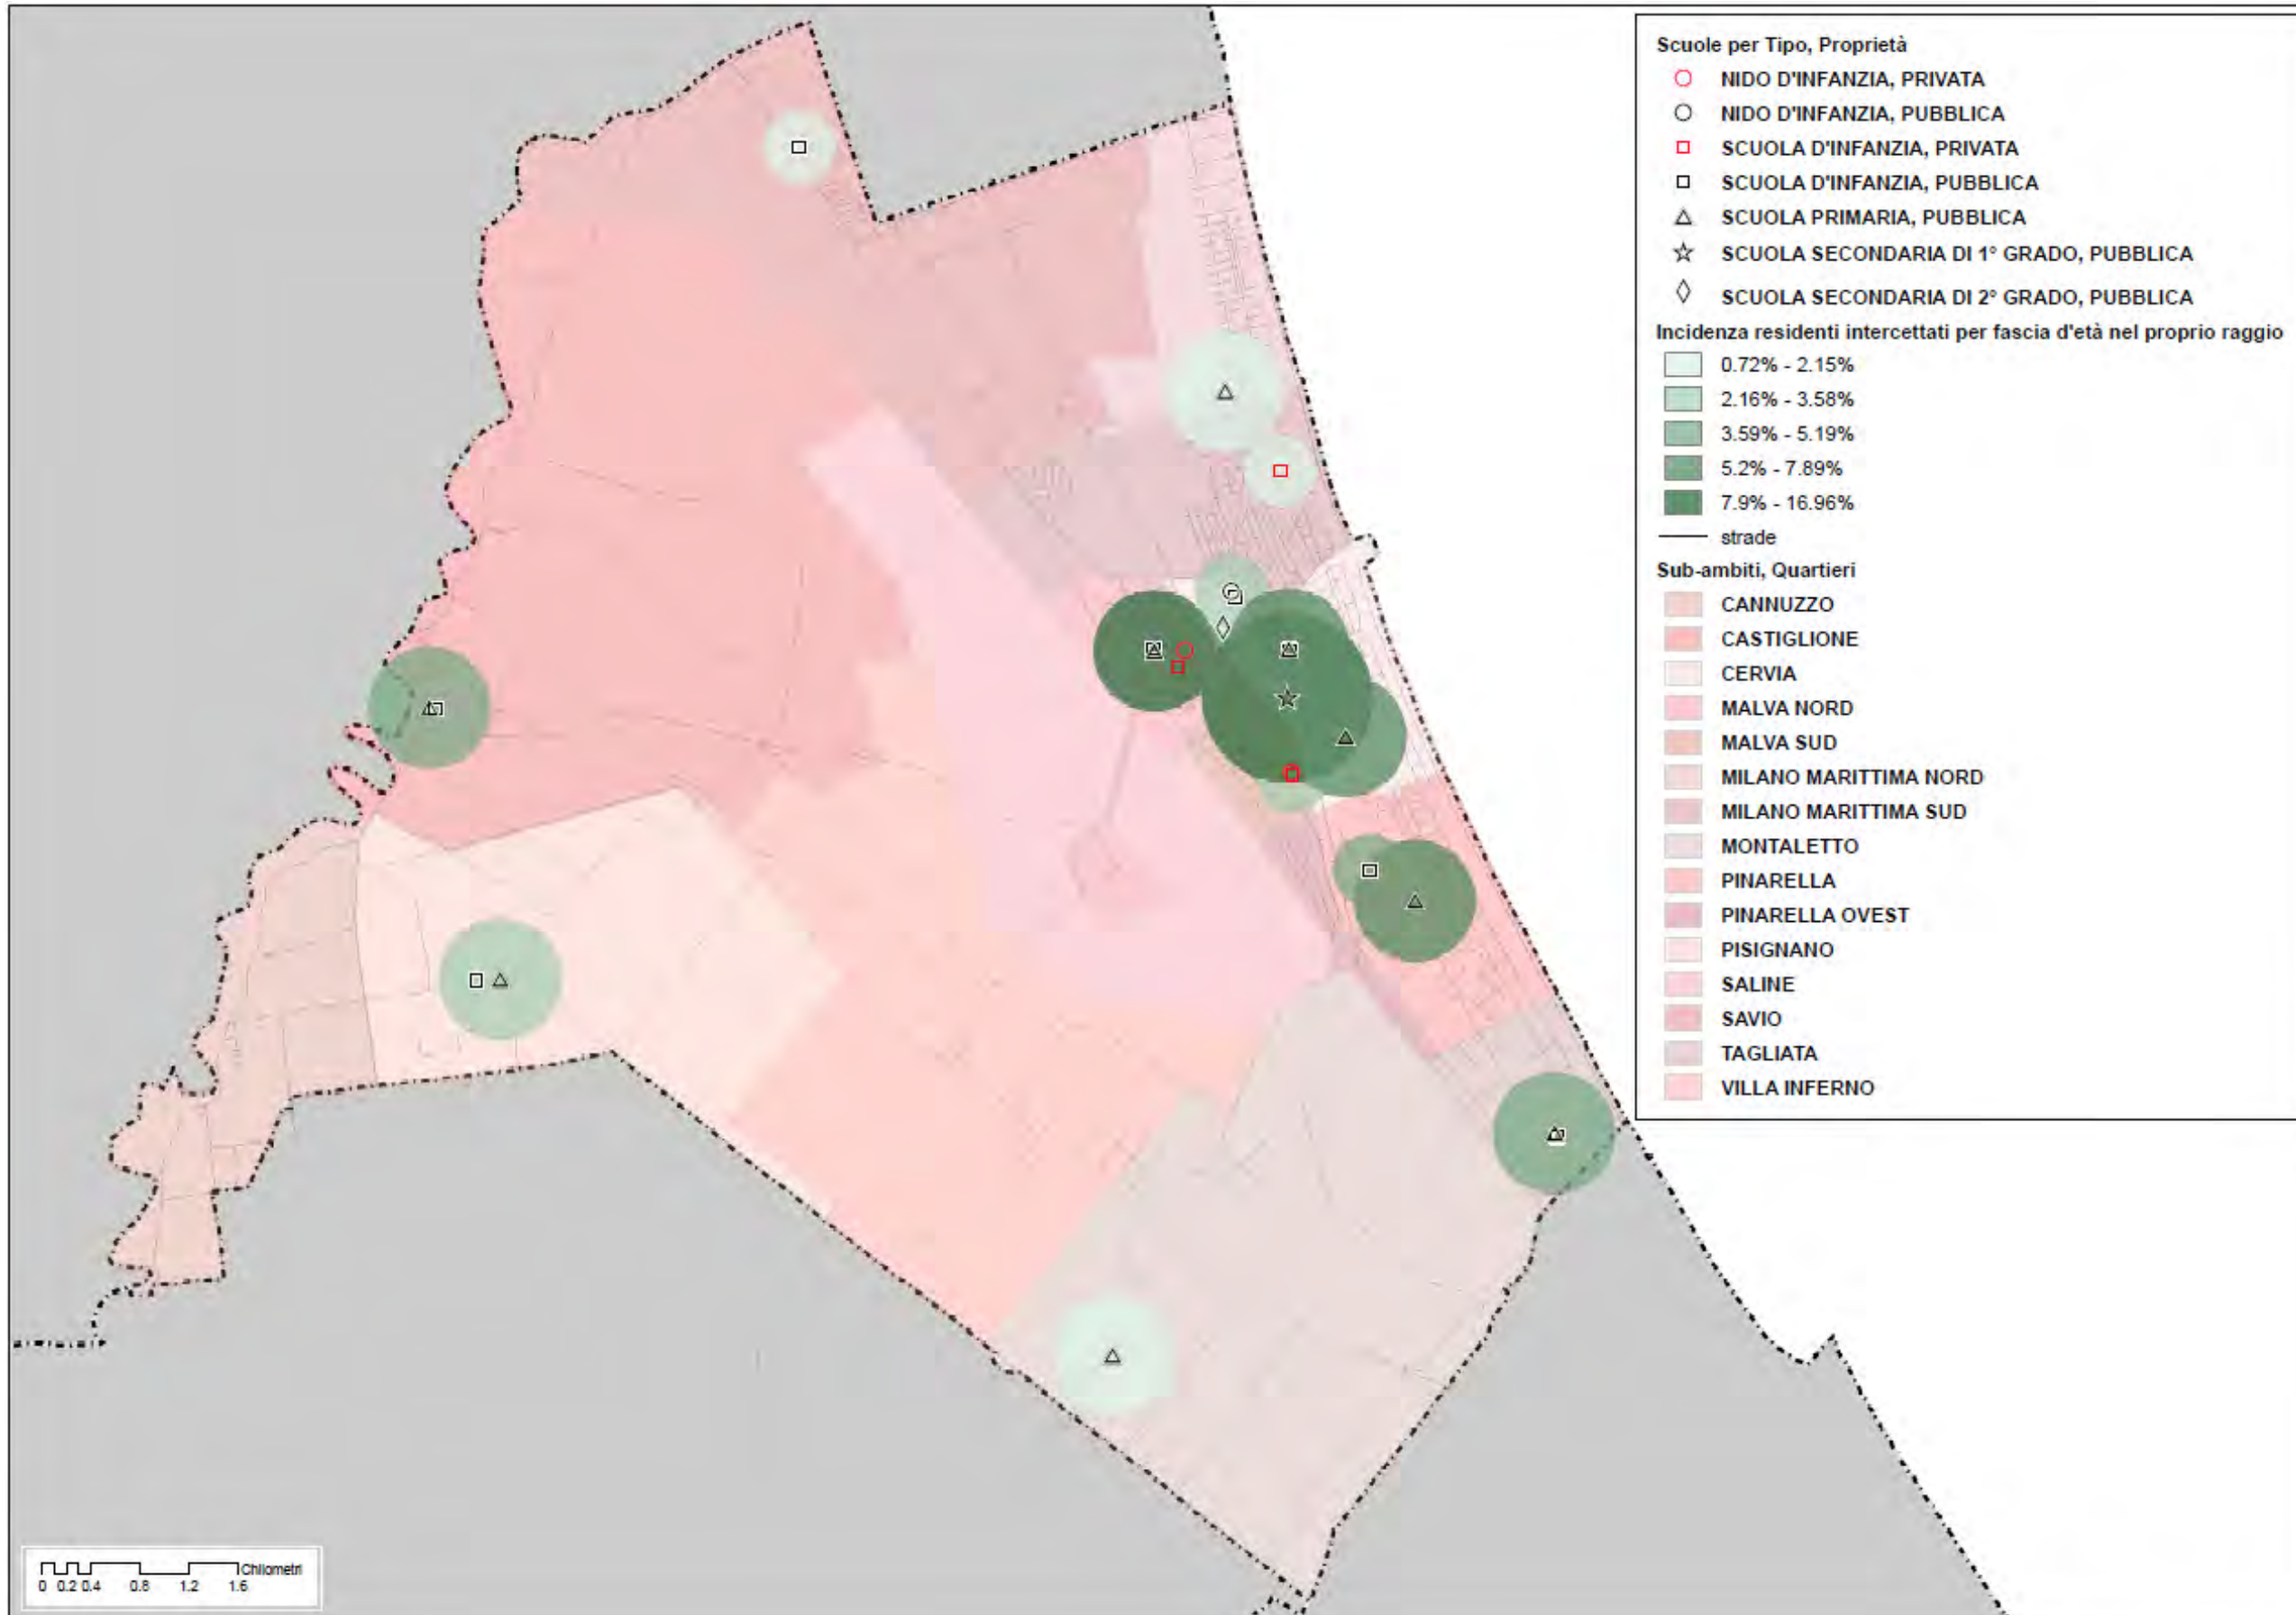 Scuole per Tipo, Proprietà
NIDO D'INFANZIA, PRIVATA
NIDO D'INFANZIA, PUBBLICA
SCUOLA D'INFANZIA, PRIVATA
SCUOLA D'INFANZIA, PUBBLICA
SCUOLA PRIMARIA, PUBBLICA
SCUOLA SECONDARIA DI 1° GRADO, PUBBLICA
SCUOLA SECONDARIA DI 2° GRADO, PUBBLICA
Incidenza residenti intercettati per fascia d'età nel proprio raggio
0.72% - 2.15%
2.16% - 3.58%
3.59% - 5.19%
5.2% - 7.89%
7.9% - 16.96%
strade
Sub-ambiti, Quartieri
CANNUZZO
CASTIGLIONE
CERVIA
MALVA NORD
MALVA SUD
MILANO MARITTIMA NORD
MILANO MARITTIMA SUD
MONTALETTO
PINARELLA
PINARELLA OVEST
PISIGNANO
SALINE
SAVIO
TAGLIATA
VILLA INFERNO
Chilometri
0 0.2 0.4 0.8 1.2 1.6